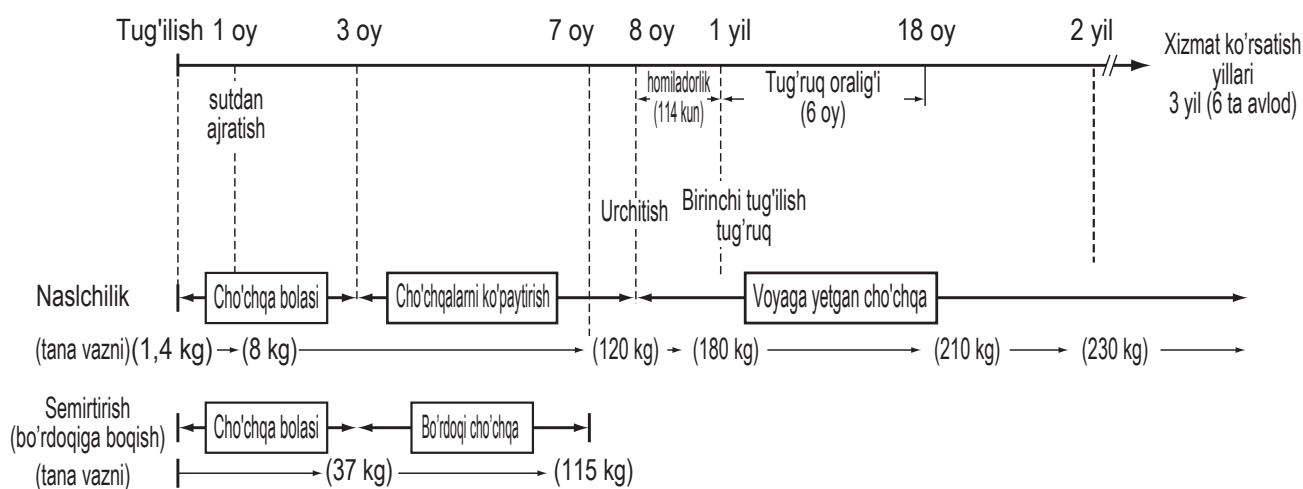 Tug'ilish 1 oy 3 oy 7 oy 8 oy 1 yil 18 oy 2 yil
Xizmat ko’rsatish
yillari
3 yil (6 ta avlod)
sutdan
ajratish
homiladorlik
(114 kun)
Tug’ruq oralig'i
(6 oy)
Urchitish
Birinchi tug'ilish
tug’ruq
Naslchilik Cho'chqa bolasi Cho'chqalarni ko'paytirish Voyaga yetgan cho'chqa
(tana vazni) (1,4 kg) (8 kg) (120 kg) (180 kg) (210 kg) (230 kg)
Semirtirish
(bo’rdoqiga boqish) Cho'chqa bolasi Bo’rdoqi cho’chqa
(tana vazni) (37 kg) (115 kg)